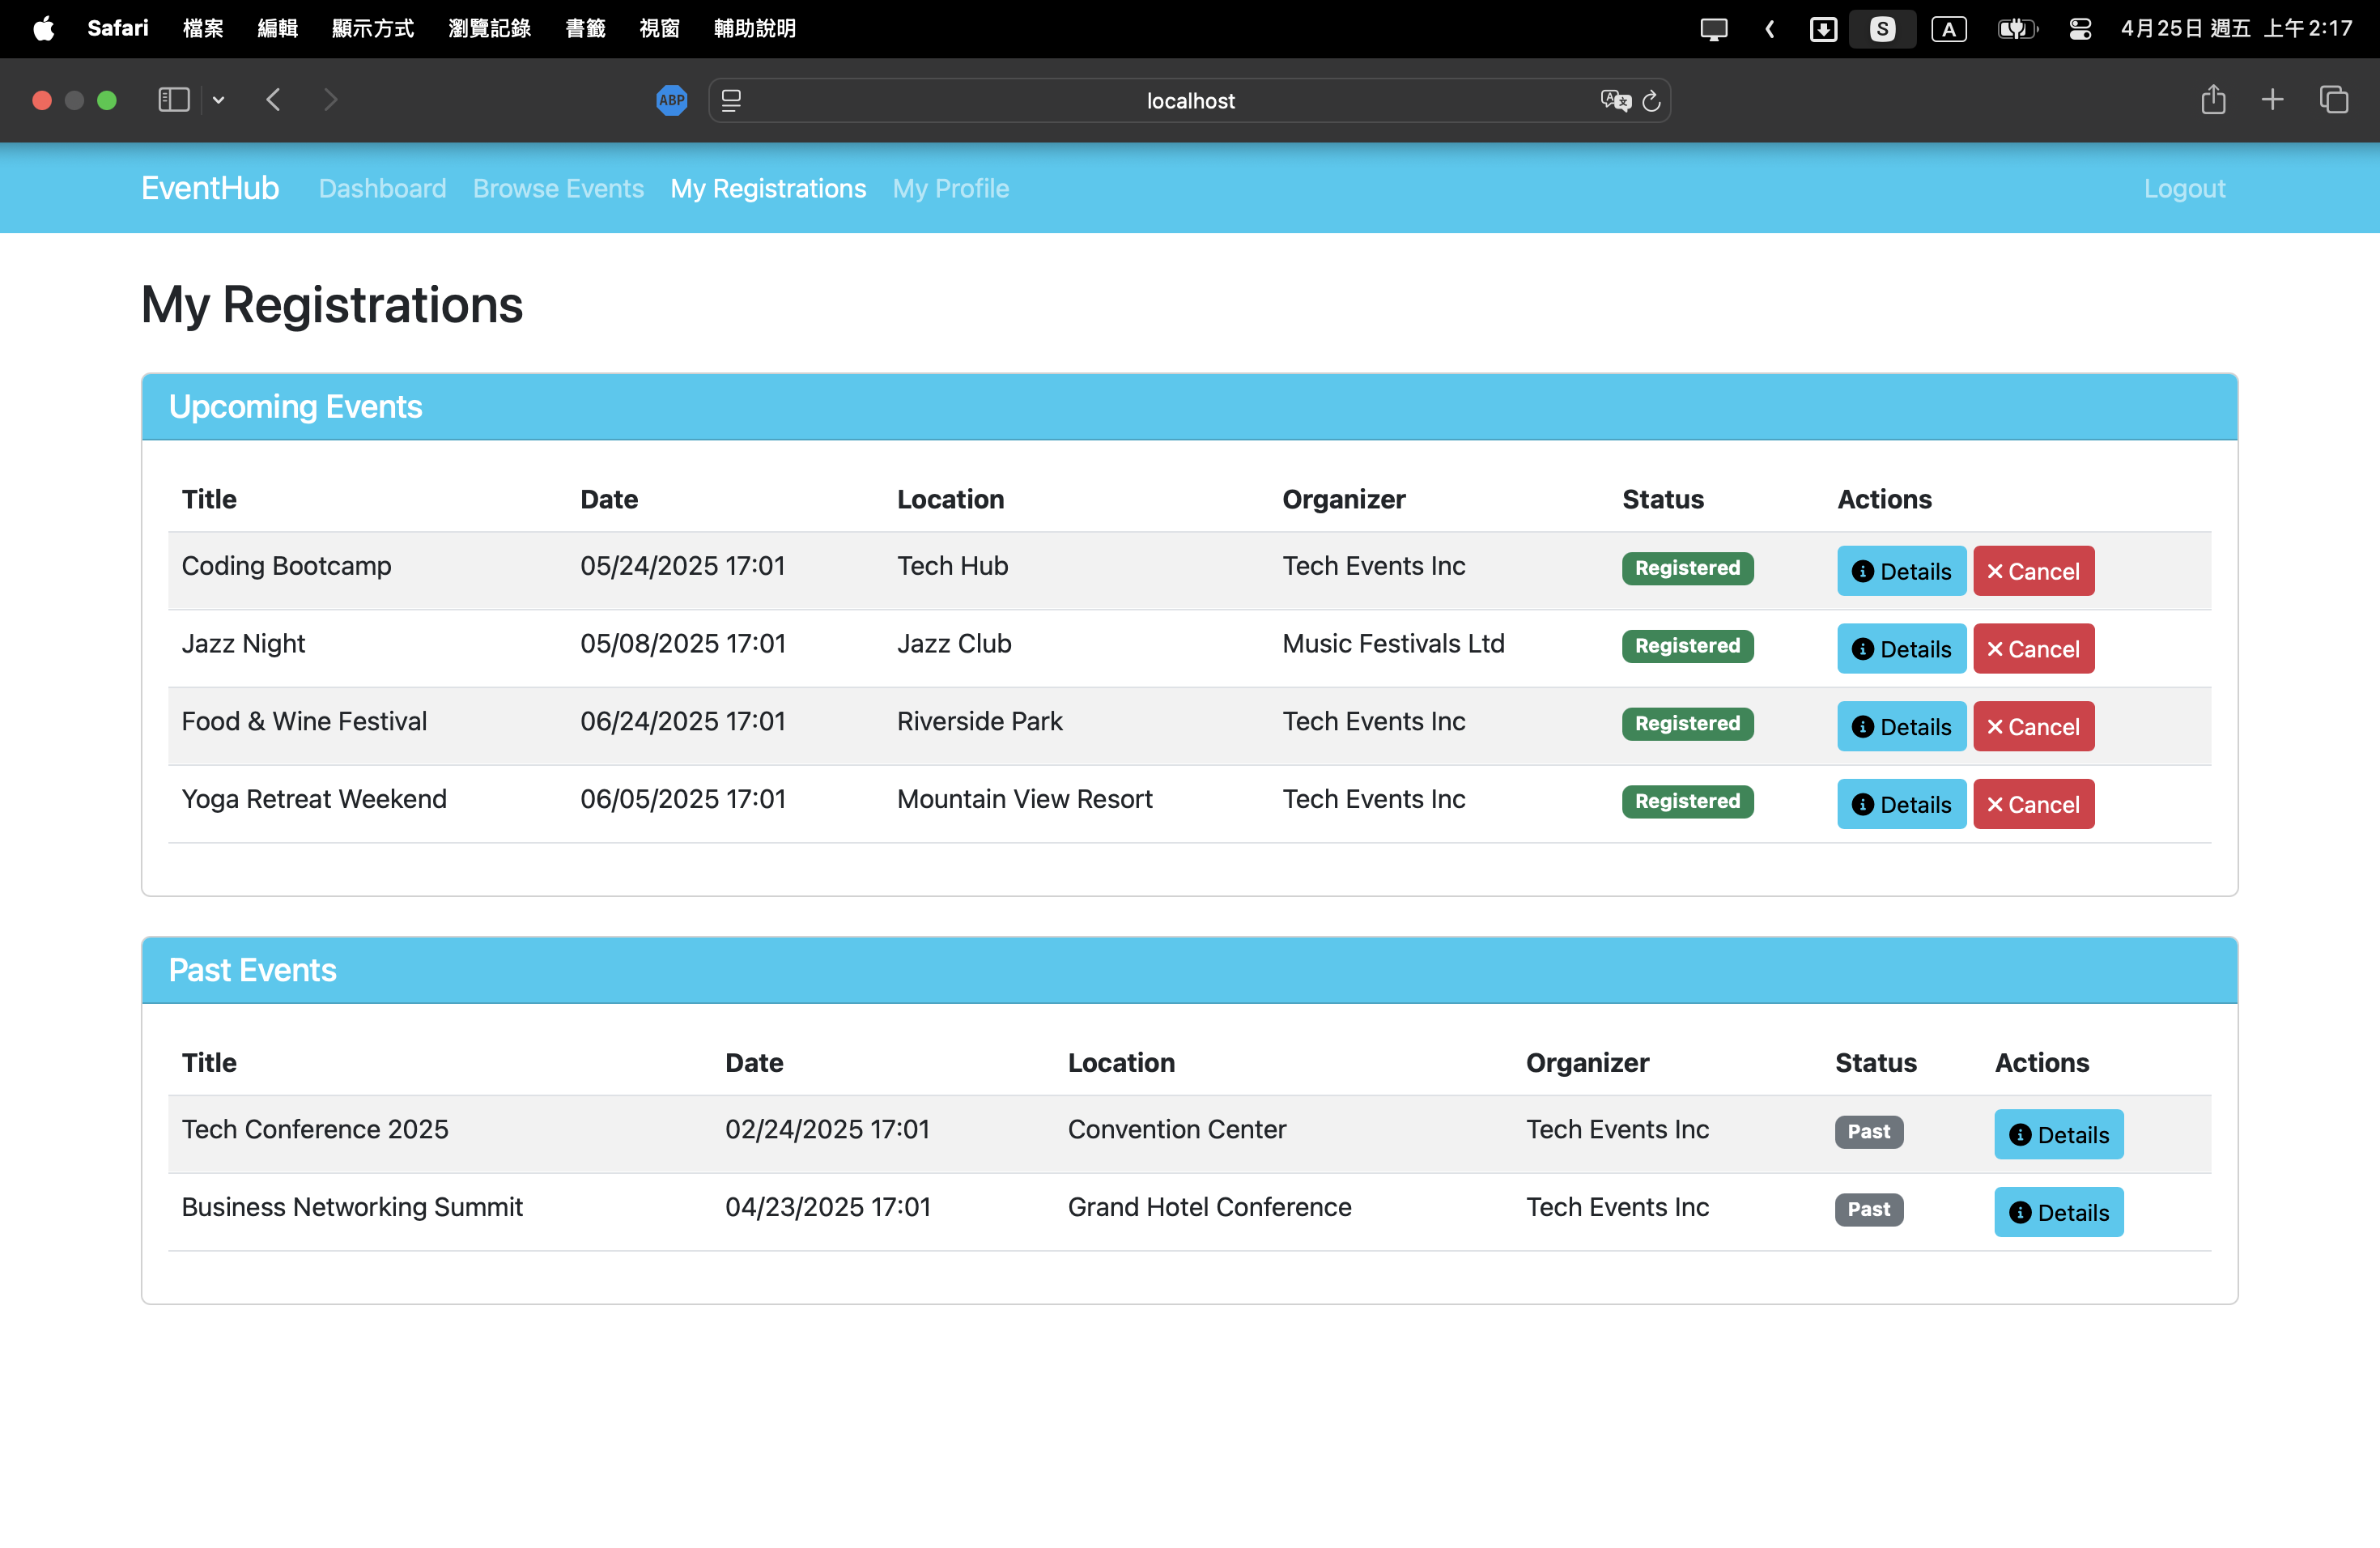 Safari 檔案 編輯 顯示方式 瀏覽記錄 書籤 視窗 輔助說明 S A 4月25日 週五 上午2:17
ABP localhost
EventHub Dashboard Browse Events My Registrations My Profile Logout
My Registrations
Upcoming Events
Title Date Location Organizer Status Actions
Coding Bootcamp 05/24/2025 17:01 Tech Hub Tech Events Inc Registered Details Cancel
Jazz Night 05/08/2025 17:01 Jazz Club Music Festivals Ltd Registered Details Cancel
Food & Wine Festival 06/24/2025 17:01 Riverside Park Tech Events Inc Registered Details Cancel
Yoga Retreat Weekend 06/05/2025 17:01 Mountain View Resort Tech Events Inc Registered Details Cancel
Past Events
Title Date Location Organizer Status Actions
Tech Conference 2025 02/24/2025 17:01 Convention Center Tech Events Inc Past Details
Business Networking Summit 04/23/2025 17:01 Grand Hotel Conference Tech Events Inc Past Details